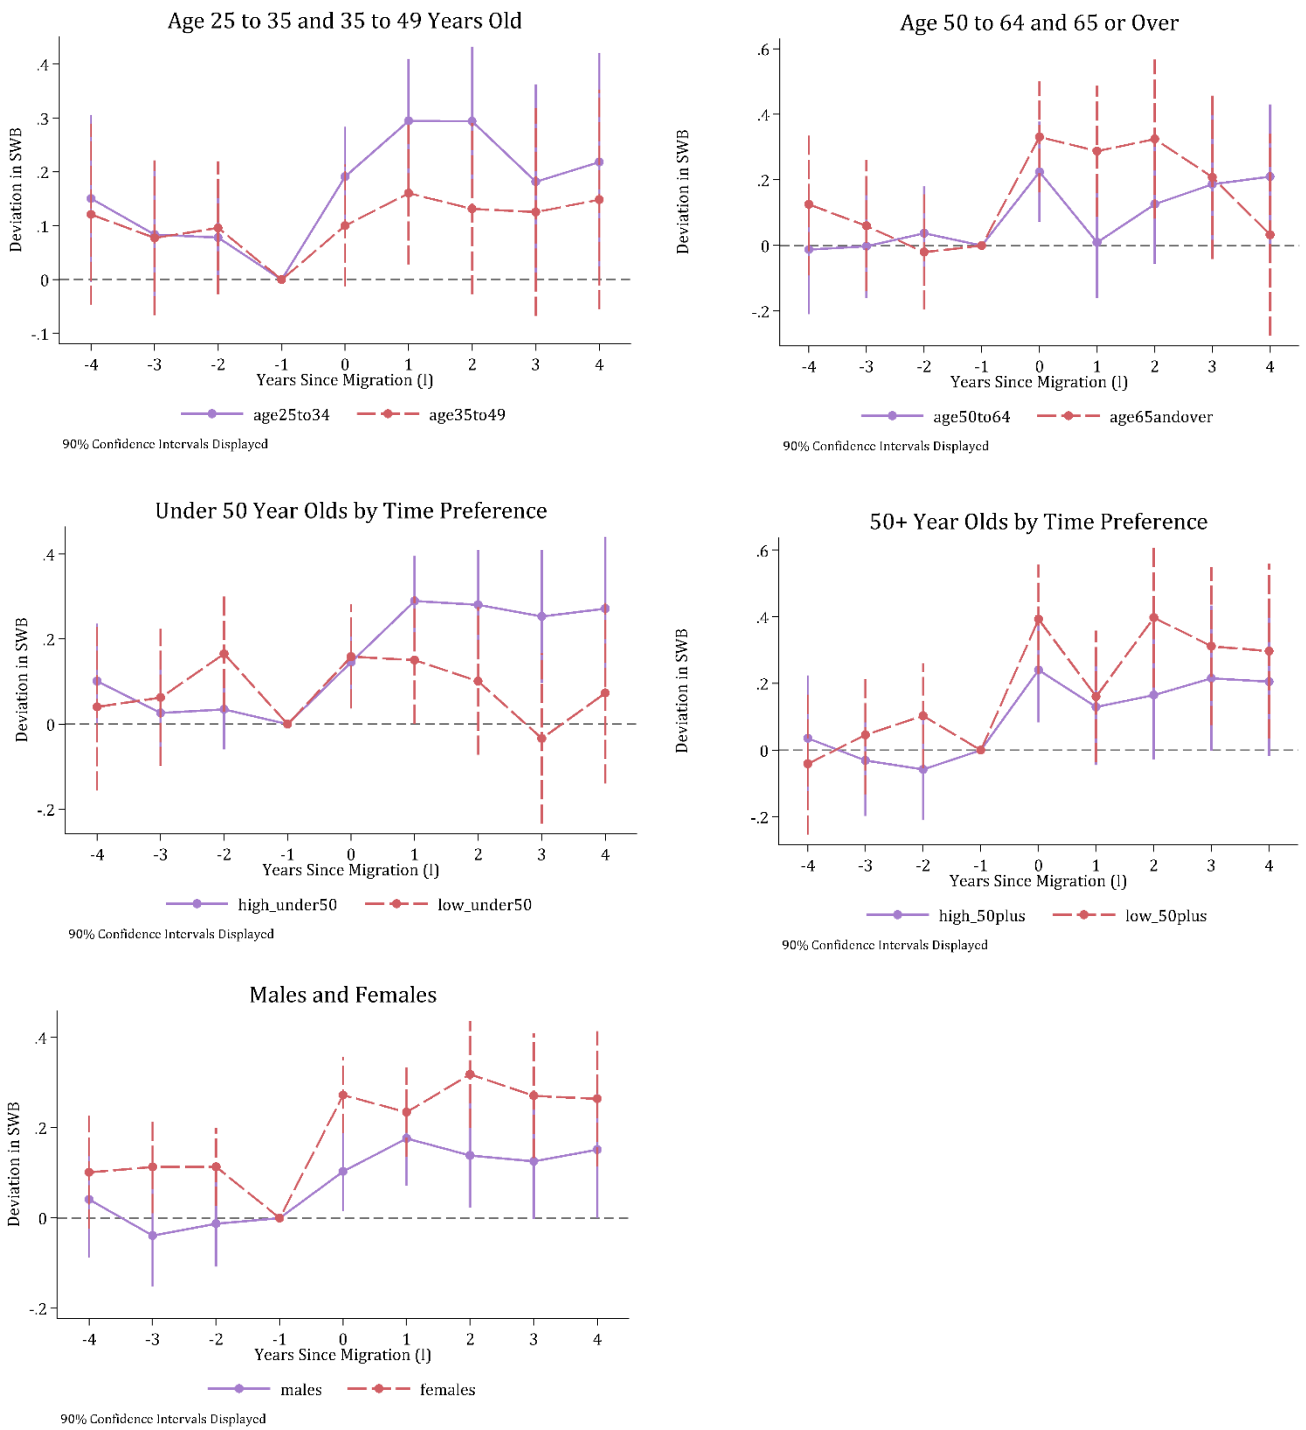 Age 25 to 35 and 35 to 49 Years Old
Deviation in SWB
.4
.3
.2
.1
0
-.1
-4 -3 -2 -1 0 1 2 3 4
Years Since Migration (l)
age25to34 age35to49
90% Confidence Intervals Displayed
Age 50 to 64 and 65 or Over
Deviation in SWB
.6
.4
.2
0
-.2
-4 -3 -2 -1 0 1 2 3 4
Years Since Migration (l)
age50to64 age65andover
90% Confidence Intervals Displayed
Under 50 Year Olds by Time Preference
Deviation in SWB
.4
.2
0
-.2
-4 -3 -2 -1 0 1 2 3 4
Years Since Migration (l)
high_under50 low_under50
90% Confidence Intervals Displayed
50+ Year Olds by Time Preference
Deviation in SWB
.6
.4
.2
0
-.2
-4 -3 -2 -1 0 1 2 3 4
Years Since Migration (l)
high_50plus low_50plus
90% Confidence Intervals Displayed
Males and Females
Deviation in SWB
.4
.2
0
-.2
-4 -3 -2 -1 0 1 2 3 4
Years Since Migration (l)
males females
90% Confidence Intervals Displayed